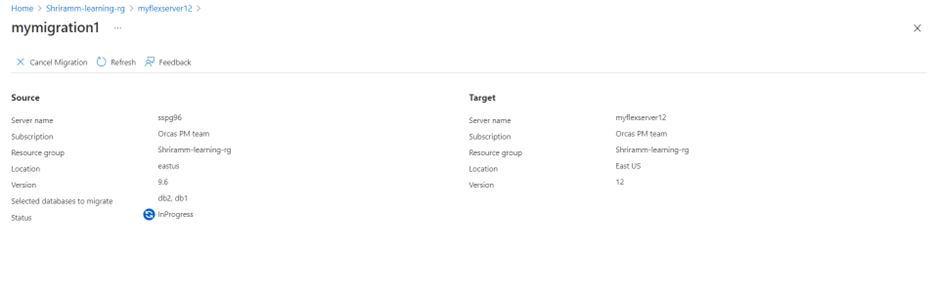 Home > Shriramm-learning-rg > myflexserver12 >
mymigration1 ...
Cancel Migration Refresh Feedback
Source Target
Server name sspg96 Server name myflexserver12
Subscription Orcas PM team Subscription Orcas PM team
Resource group Shriramm-learning-rg Resource group Shriramm-learning-rg
Location eastus Location East US
Version 9.6 Version 12
Selected databases to migrate db2, db1
Status InProgress